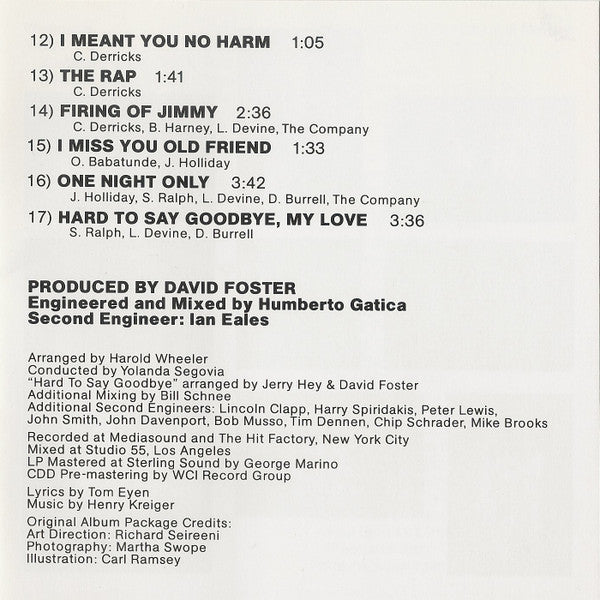 12) I MEANT YOU NO HARM 1:05
C. Derricks
13) THE RAP 1:41
C. Derricks
14) FIRING OF JIMMY 2:36
C. Derricks, B. Harney, L. Devine, The Company
15) I MISS YOU OLD FRIEND 1:33
O. Babatunde, J. Holliday
16) ONE NIGHT ONLY 3:42
J. Holliday, S. Ralph, L. Devine, D. Burrell, The Company
17) HARD TO SAY GOODBYE, MY LOVE 3:36
S. Ralph, L. Devine, D. Burrell
PRODUCED BY DAVID FOSTER
Engineered and Mixed by Humberto Gatica
Second Engineer: Ian Eales
Arranged by Harold Wheeler
Conducted by Yolanda Segovia
“Hard To Say Goodbye” arranged by Jerry Hey & David Foster
Additional Mixing by Bill Schnee
Additional Second Engineers: Lincoln Clapp, Harry Spiridakis, Peter Lewis,
John Smith, John Davenport, Bob Musso, Tim Dennen, Chip Schrader, Mike Brooks
Recorded at Mediasound and The Hit Factory, New York City
Mixed at Studio 55, Los Angeles
LP Mastered at Sterling Sound by George Marino
CDD Pre-mastering by WCI Record Group
Lyrics by Tom Eyen
Music by Henry Kreiger
Original Album Package Credits:
Art Direction: Richard Seireeni
Photography: Martha Swope
Illustration: Carl Ramsey